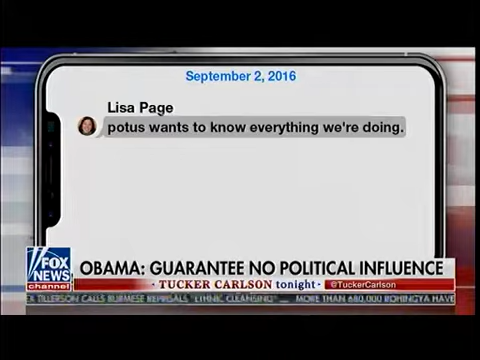 September 2, 2016
Lisa Page
potus wants to know everything we're doing.
FOX
NEWS
channel
OBAMA: GUARANTEE NO POLITICAL INFLUENCE
TUCKER CARLSON tonight
@TuckerCarlson
EX TILLERSON CALLS BURMESE REPRISALS "ETHNIC CLEANSING"
MORE THAN 680,000 ROHINGYA HAVE